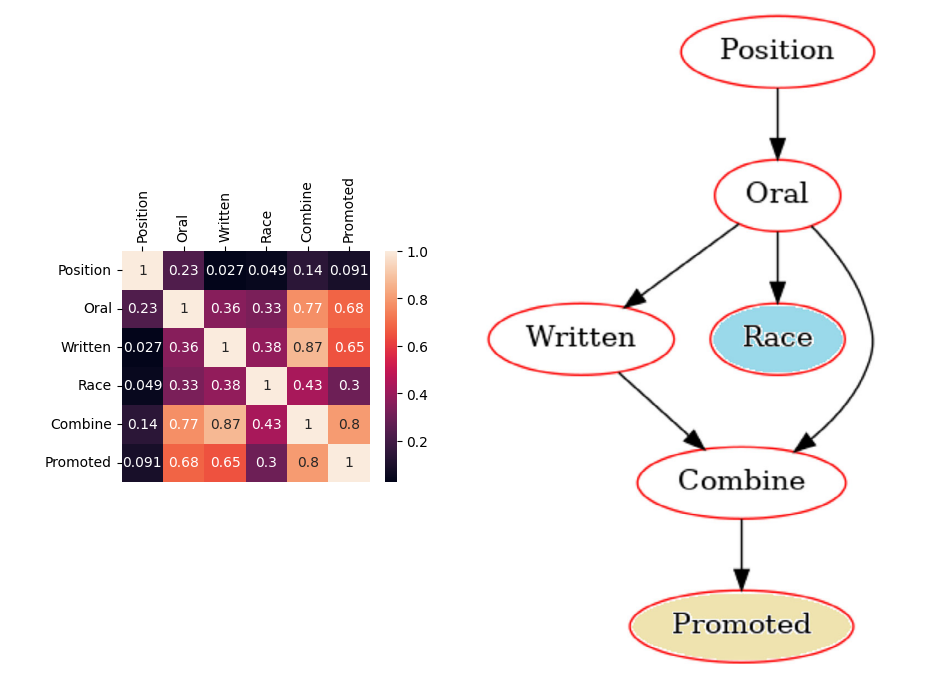 Position
Oral
Written
Race
Combine
Promoted
Position 1 0.23 0.027 0.049 0.14 0.091
Oral 0.23 1 0.36 0.33 0.77 0.68
Written 0.027 0.36 1 0.38 0.87 0.65
Race 0.049 0.33 0.38 1 0.43 0.3
Combine 0.14 0.77 0.87 0.43 1 0.8
Promoted 0.091 0.68 0.65 0.3 0.8 1
1.0
0.8
0.6
0.4
0.2
Position
Oral
Written
Race
Combine
Promoted